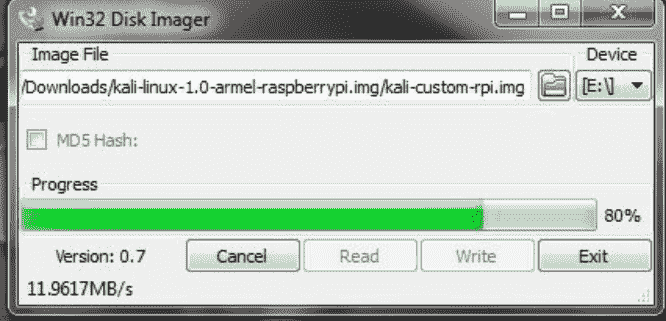 Win32 Disk Imager
Image File
Device
/Downloads/kali-linux-1.0-armel-raspberrypi.img/kali-custom-rpi.img
[E:\]
MD5 Hash:
Progress
80%
Version: 0.7
Cancel
Read
Write
Exit
11.9617MB/s